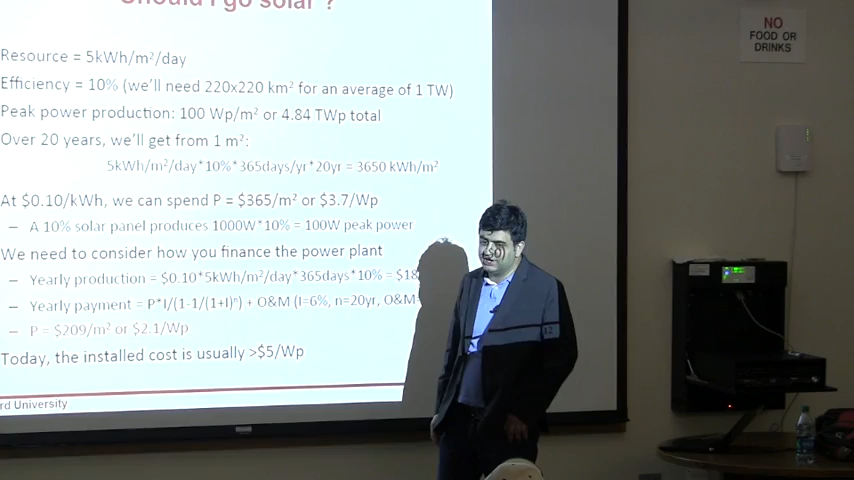 Should I go solar ?
Resource = 5kWh/m²/day
Efficiency = 10% (we'll need 220x220 km² for an average of 1 TW)
Peak power production: 100 Wp/m² or 4.84 TWp total
Over 20 years, we'll get from 1 m²:
5kWh/m²/day*10%*365days/yr*20yr = 3650 kWh/m²
At $0.10/kWh, we can spend P = $365/m² or $3.7/Wp
– A 10% solar panel produces 1000W*10% = 100W peak power
We need to consider how you finance the power plant
– Yearly production = $0.10*5kWh/m²/day*365days*10% = $18
– Yearly payment = P*I/(1-1/(1+I)ⁿ) + O&M (I=6%, n=20yr, O&M
– P = $209/m² or $2.1/Wp
Today, the installed cost is usually >$5/Wp
rd University
12
NO
FOOD OR
DRINKS